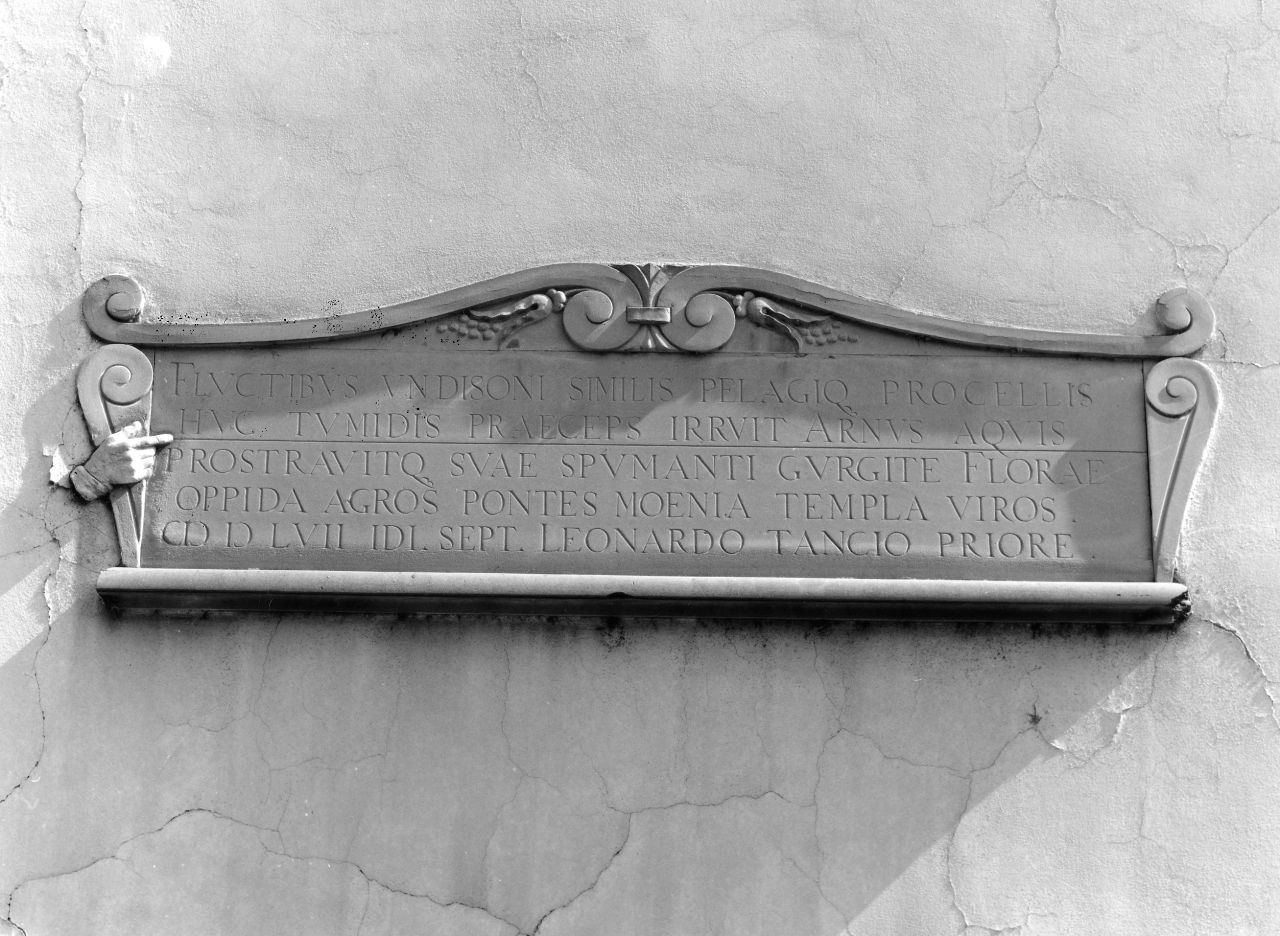 FLVCTIBVS VNDISONI SIMILIS PELAGIQ PROCELLIS
HVC TVMIDIS PRAECEPS IRRVIT ARNVS AQVIS
PROSTRAVITQ SVAE SPVMANTI GVRGITE FLORAE
OPPIDA AGROS PONTES MOENIA TEMPLA VIROS .
CIƆ D LVII IDI. SEPT. LEONARDO TANCIO PRIORE .